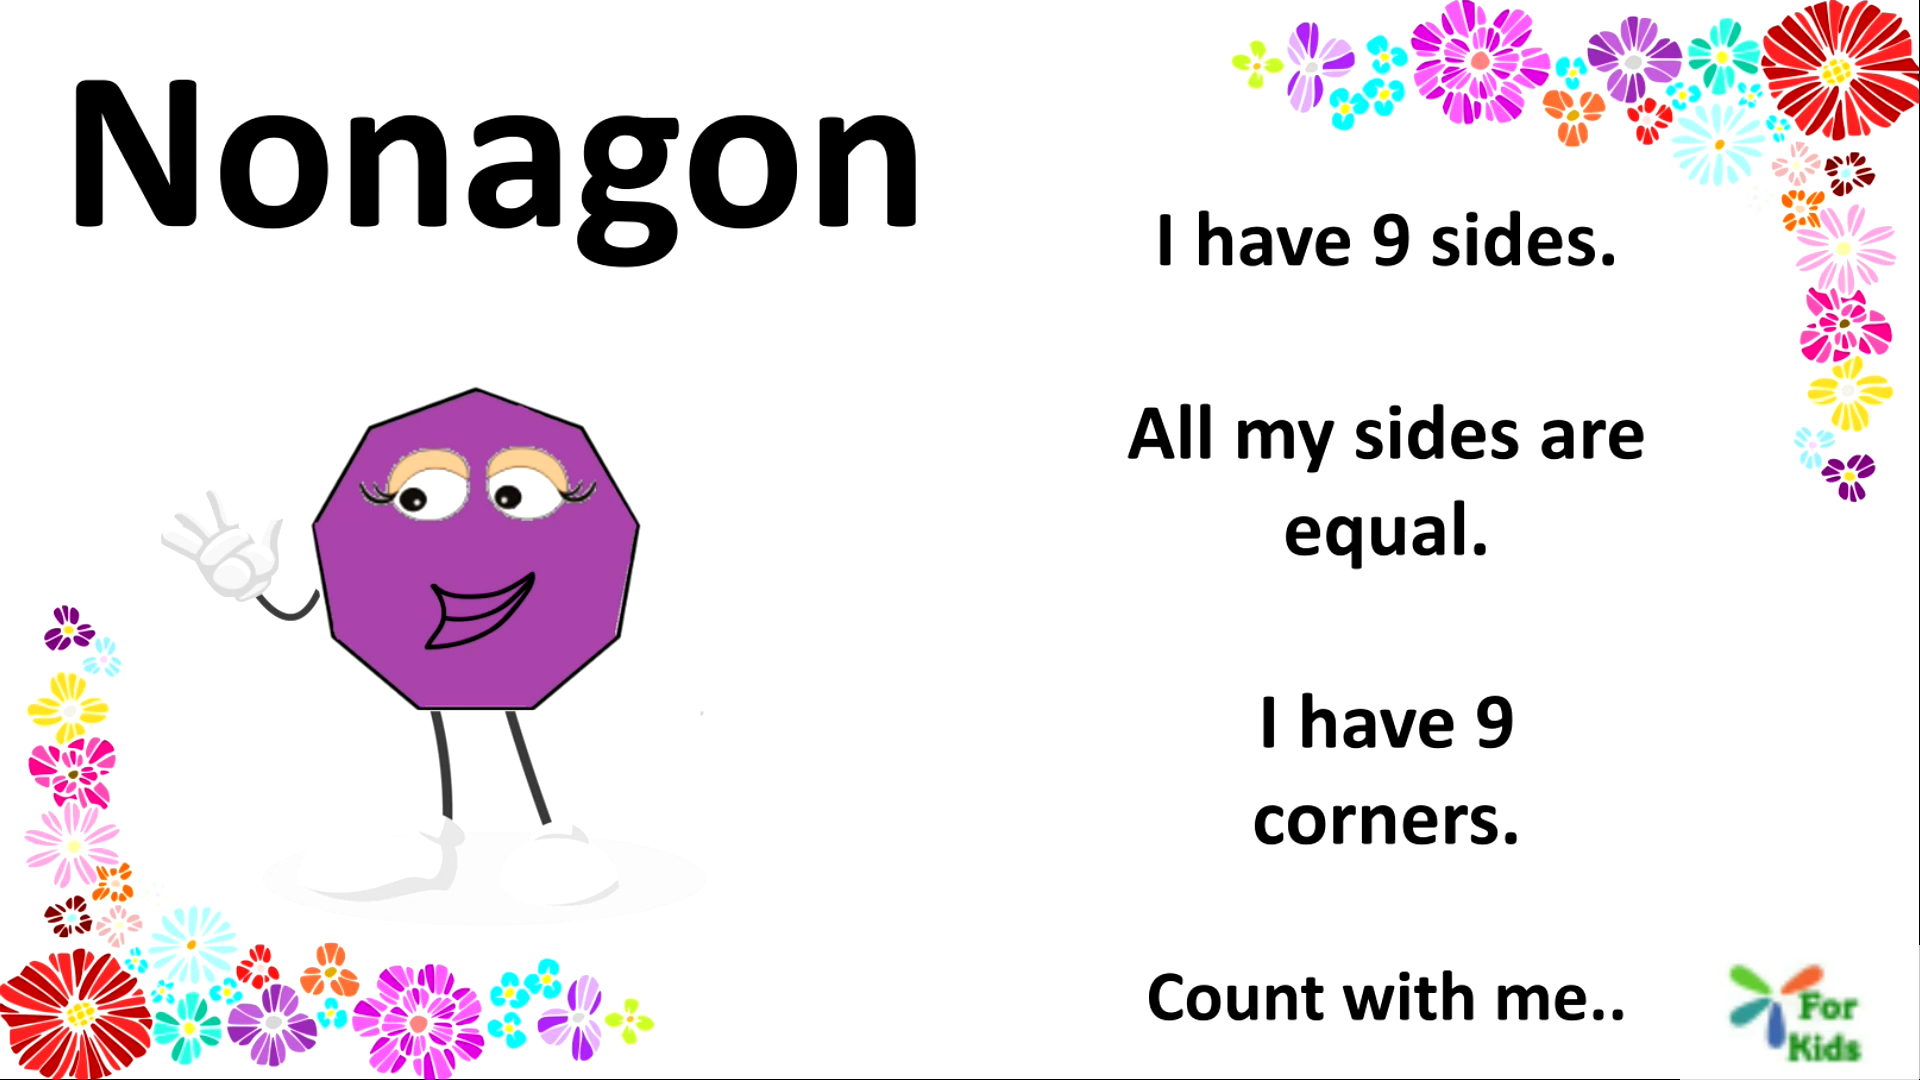 Nonagon
I have 9 sides.
All my sides are
equal.
I have 9
corners.
Count with me..
For
Kids